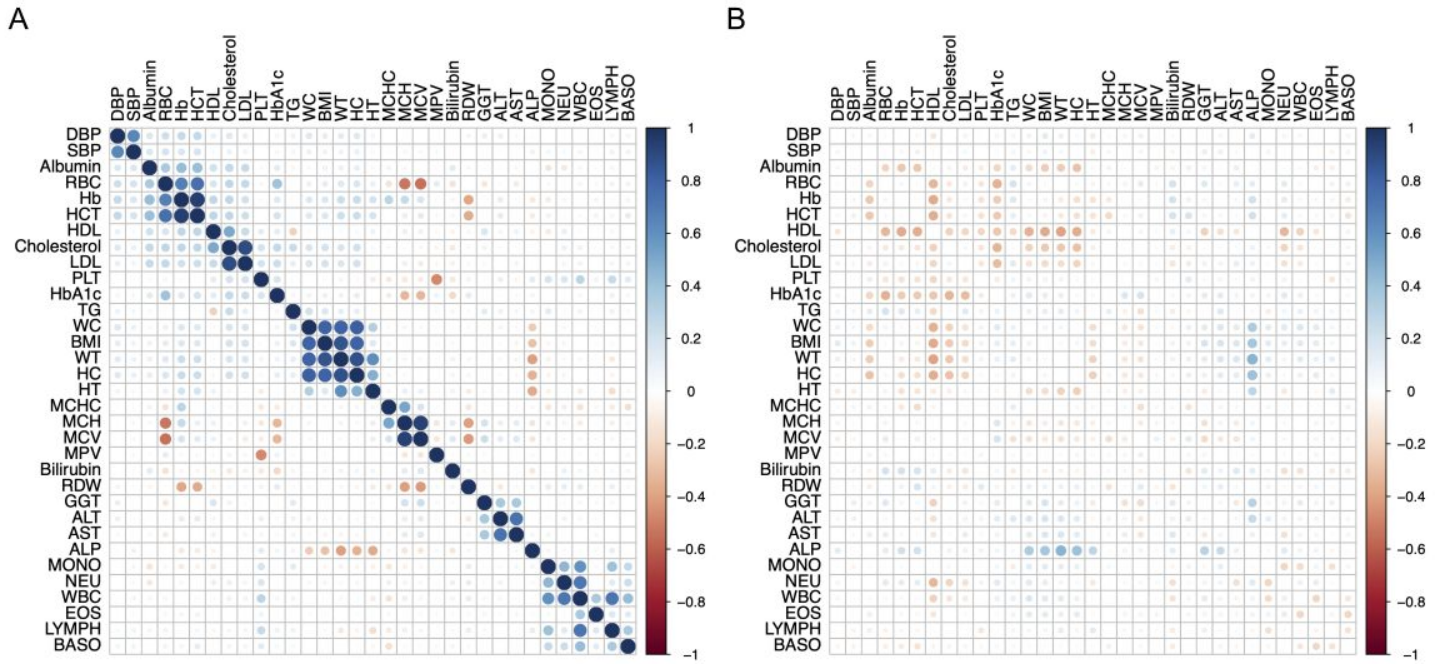 A
DBP SBP Albumin RBC Hb HCT HDL Cholesterol LDL PLT HbA1c TG WC BMI WT HC HT MCHC MCH MCV MPV Bilirubin RDW GGT ALT AST ALP MONO NEU WBC EOS LYMPH BASO
DBP
SBP
Albumin
RBC
Hb
HCT
HDL
Cholesterol
LDL
PLT
HbA1c
TG
WC
BMI
WT
HC
HT
MCHC
MCH
MCV
MPV
Bilirubin
RDW
GGT
ALT
AST
ALP
MONO
NEU
WBC
EOS
LYMPH
BASO
1
0.8
0.6
0.4
0.2
0
−0.2
−0.4
−0.6
−0.8
−1
B
DBP SBP Albumin RBC Hb HCT HDL Cholesterol LDL PLT HbA1c TG WC BMI WT HC HT MCHC MCH MCV MPV Bilirubin RDW GGT ALT AST ALP MONO NEU WBC EOS LYMPH BASO
DBP
SBP
Albumin
RBC
Hb
HCT
HDL
Cholesterol
LDL
PLT
HbA1c
TG
WC
BMI
WT
HC
HT
MCHC
MCH
MCV
MPV
Bilirubin
RDW
GGT
ALT
AST
ALP
MONO
NEU
WBC
EOS
LYMPH
BASO
1
0.8
0.6
0.4
0.2
0
−0.2
−0.4
−0.6
−0.8
−1